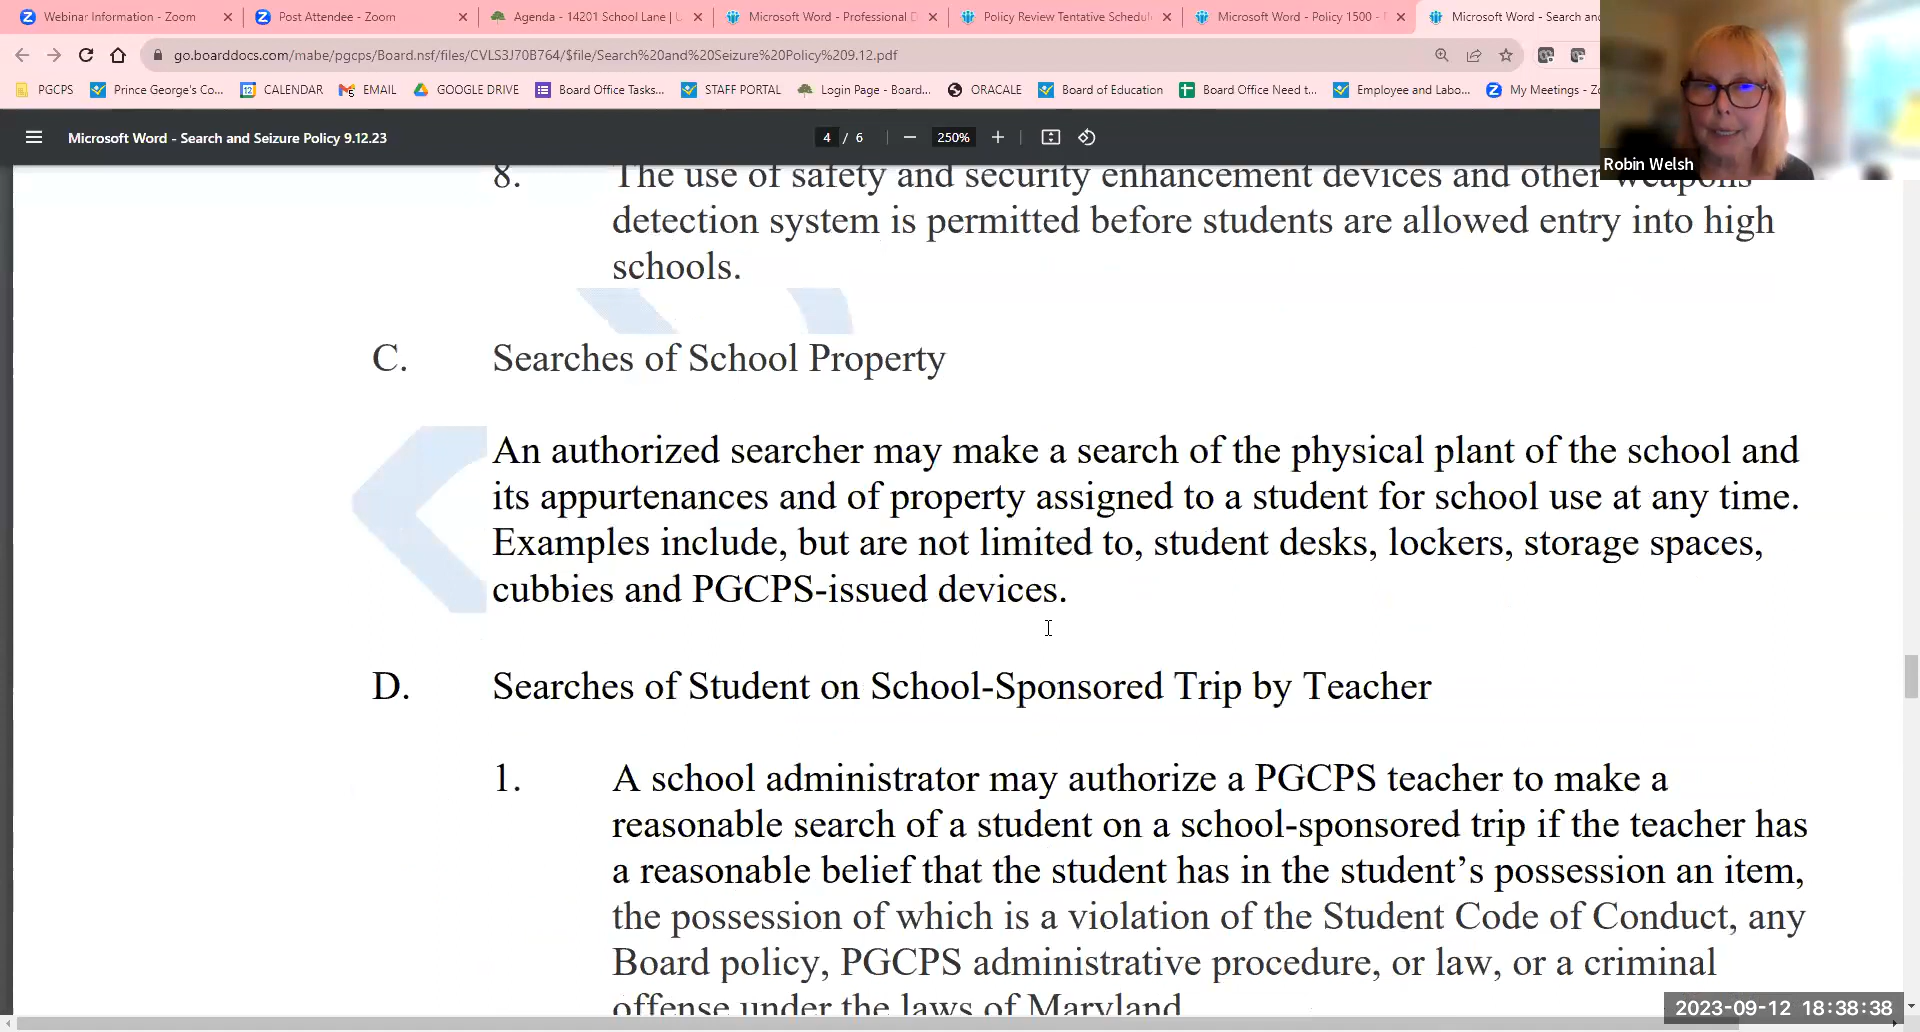 Webinar Information - Zoom
Post Attendee - Zoom
Agenda - 14201 School Lane |
Microsoft Word - Professional D
Policy Review Tentative Schedul
Microsoft Word - Policy 1500 -
Microsoft Word - Search and
go.boarddocs.com/mabe/pgcps/Board.nsf/files/CVLS3J70B764/$file/Search%20and%20Seizure%20Policy%209.12.pdf
PGCPS
Prince George's Co...
CALENDAR
EMAIL
GOOGLE DRIVE
Board Office Tasks...
STAFF PORTAL
Login Page - Board...
ORACALE
Board of Education
Board Office Need t...
Employee and Labo...
My Meetings - Zo
Microsoft Word - Search and Seizure Policy 9.12.23
4 / 6
250%
Robin Welsh
8. The use of safety and security enhancement devices and other weapons
detection system is permitted before students are allowed entry into high
schools.
C. Searches of School Property
An authorized searcher may make a search of the physical plant of the school and
its appurtenances and of property assigned to a student for school use at any time.
Examples include, but are not limited to, student desks, lockers, storage spaces,
cubbies and PGCPS-issued devices.
D. Searches of Student on School-Sponsored Trip by Teacher
1. A school administrator may authorize a PGCPS teacher to make a
reasonable search of a student on a school-sponsored trip if the teacher has
a reasonable belief that the student has in the student’s possession an item,
the possession of which is a violation of the Student Code of Conduct, any
Board policy, PGCPS administrative procedure, or law, or a criminal
offense under the laws of Maryland
2023-09-12 18:38:38